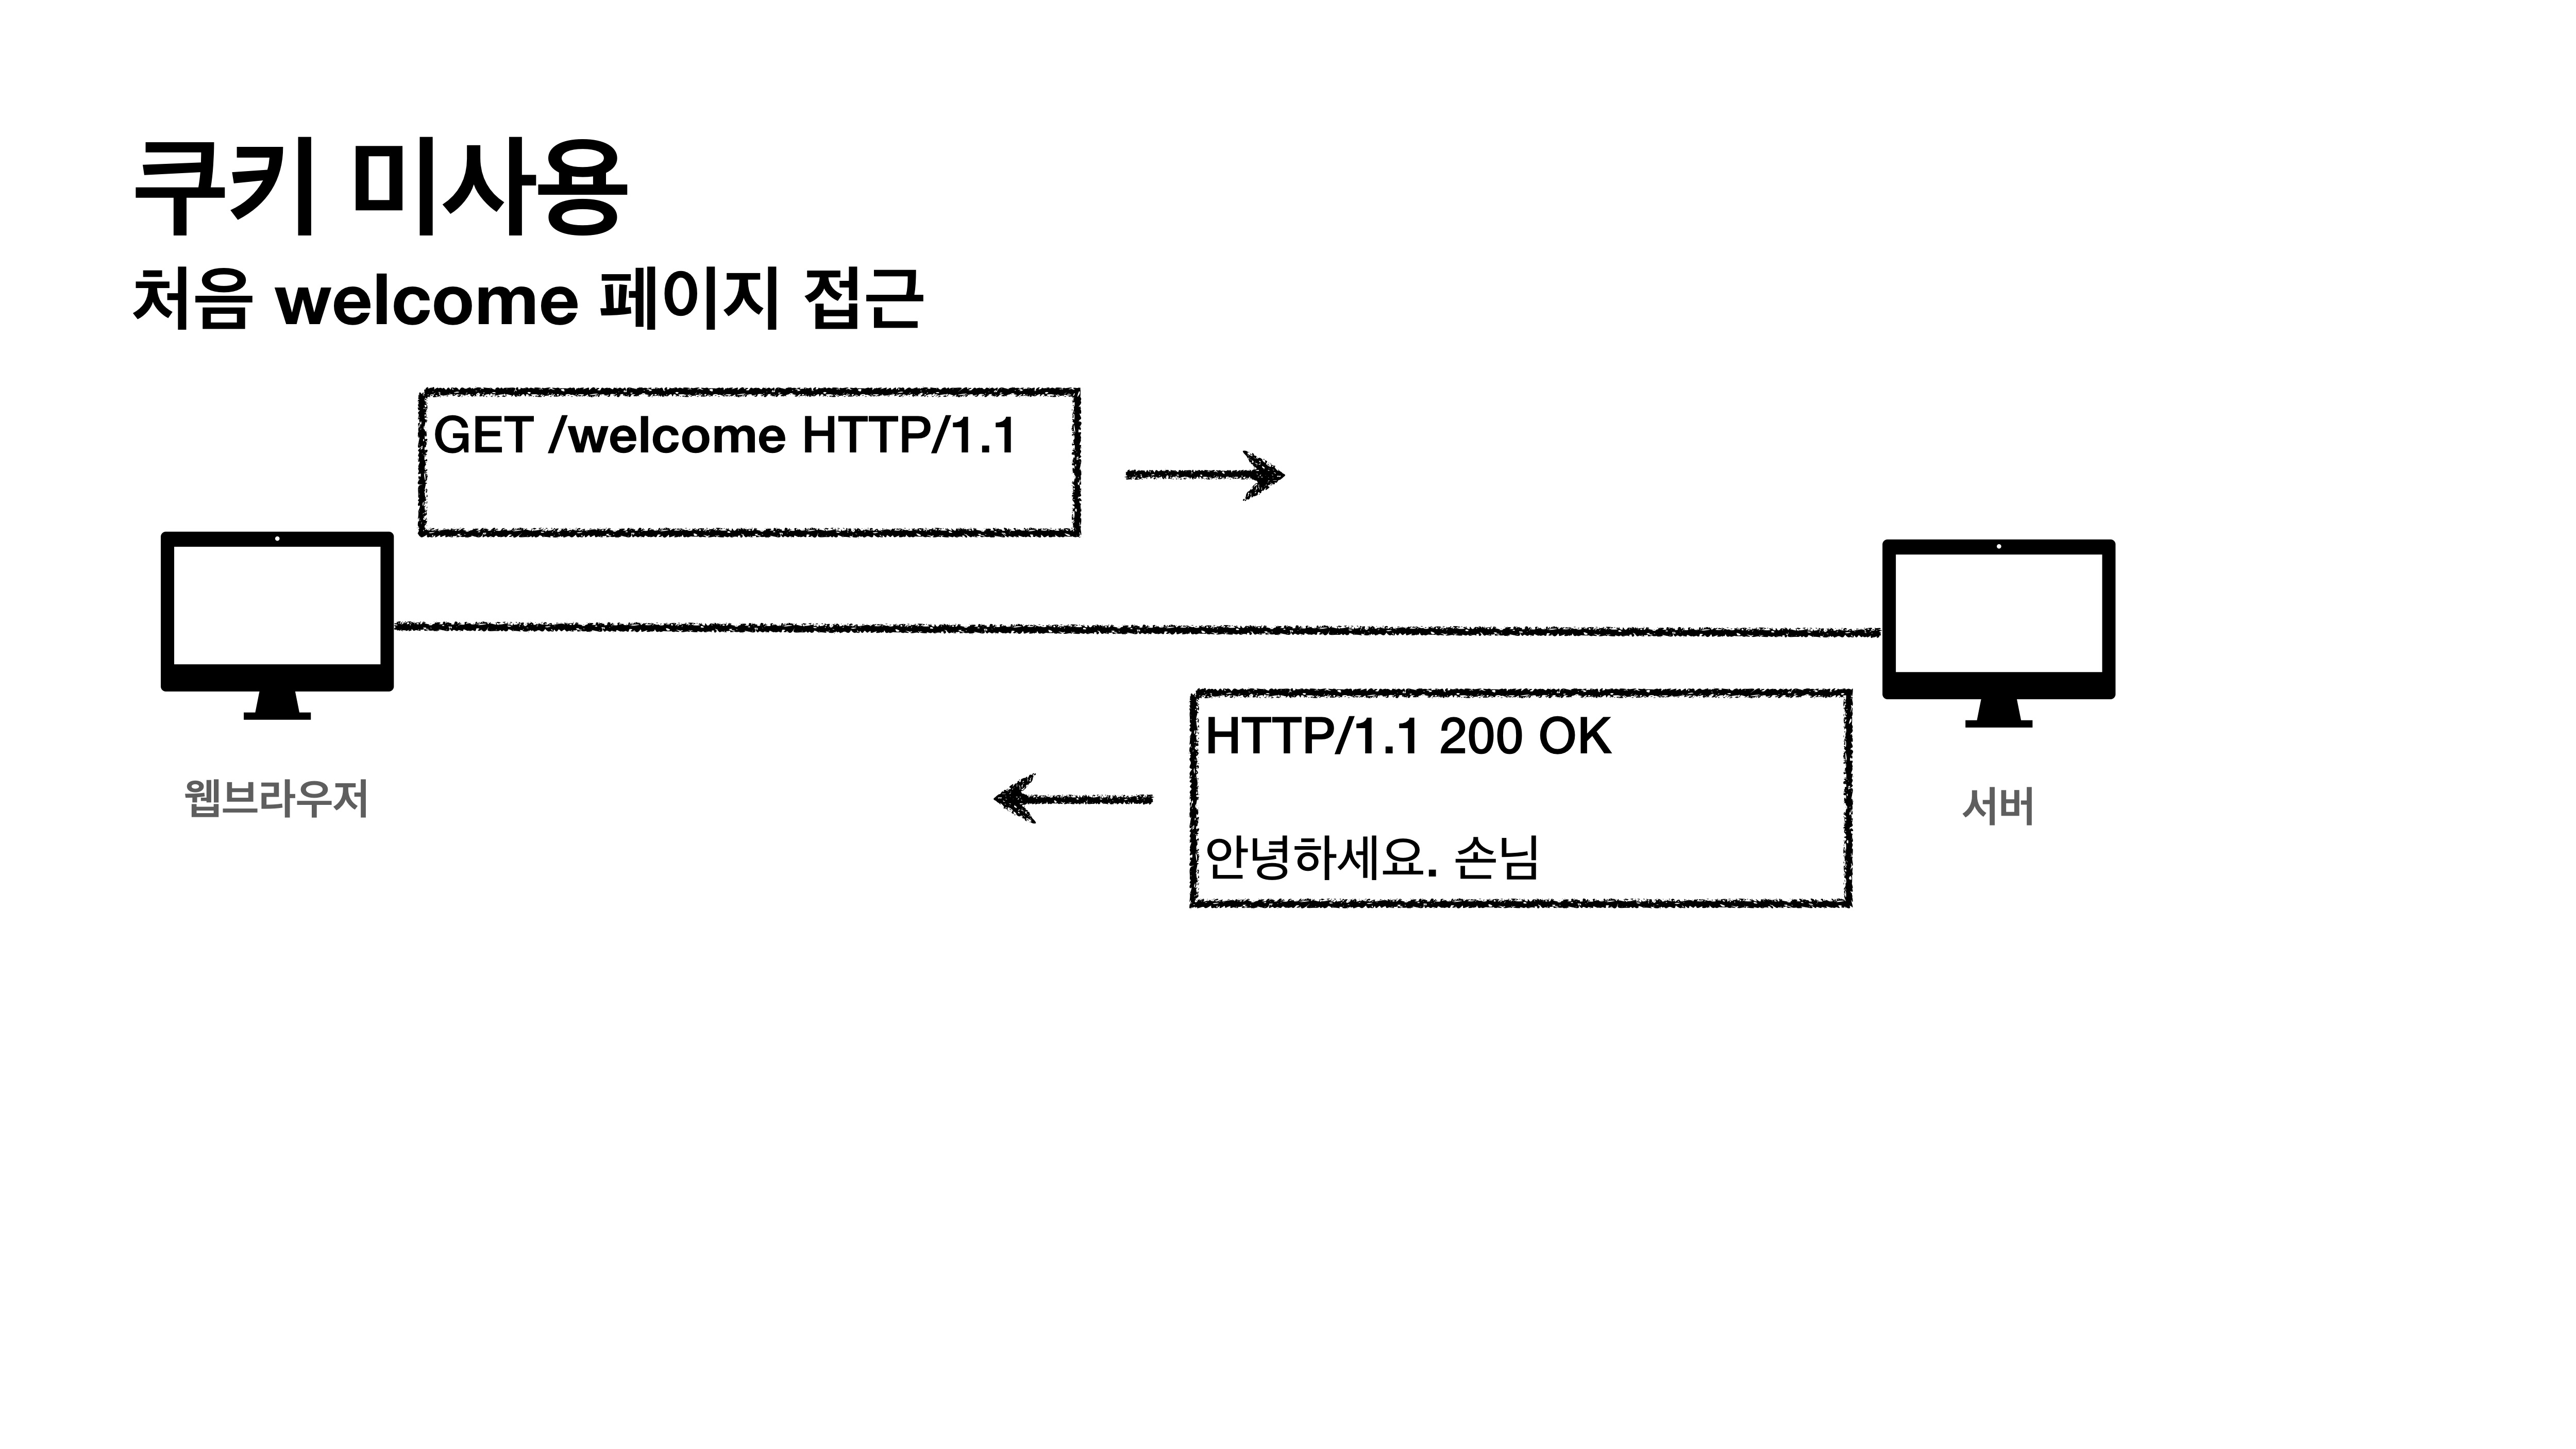 쿠키 미사용
처음 welcome 페이지 접근
GET /welcome HTTP/1.1
HTTP/1.1 200 OK
안녕하세요. 손님
웹브라우저
서버